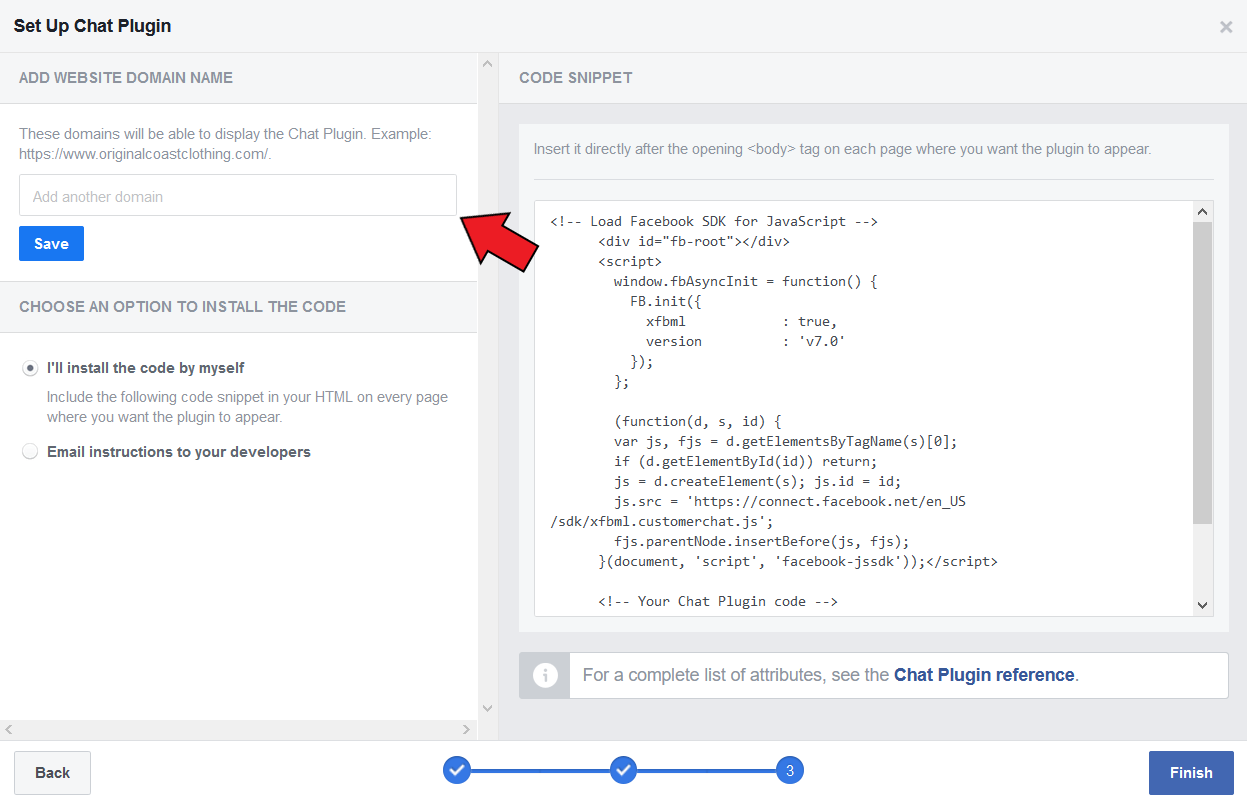 Set Up Chat Plugin
×
ADD WEBSITE DOMAIN NAME
These domains will be able to display the Chat Plugin. Example:
https://www.originalcoastclothing.com/.
Add another domain
Save
CHOOSE AN OPTION TO INSTALL THE CODE
I'll install the code by myself
Include the following code snippet in your HTML on every page
where you want the plugin to appear.
Email instructions to your developers
CODE SNIPPET
Insert it directly after the opening <body> tag on each page where you want the plugin to appear.
<!-- Load Facebook SDK for JavaScript -->
<div id="fb-root"></div>
<script>
window.fbAsyncInit = function() {
FB.init({
xfbml : true,
version : 'v7.0'
});
};
(function(d, s, id) {
var js, fjs = d.getElementsByTagName(s)[0];
if (d.getElementById(id)) return;
js = d.createElement(s); js.id = id;
js.src = 'https://connect.facebook.net/en_US
/sdk/xfbml.customerchat.js';
fjs.parentNode.insertBefore(js, fjs);
}(document, 'script', 'facebook-jssdk'));</script>
<!-- Your Chat Plugin code -->
For a complete list of attributes, see the Chat Plugin reference.
Back
3
Finish